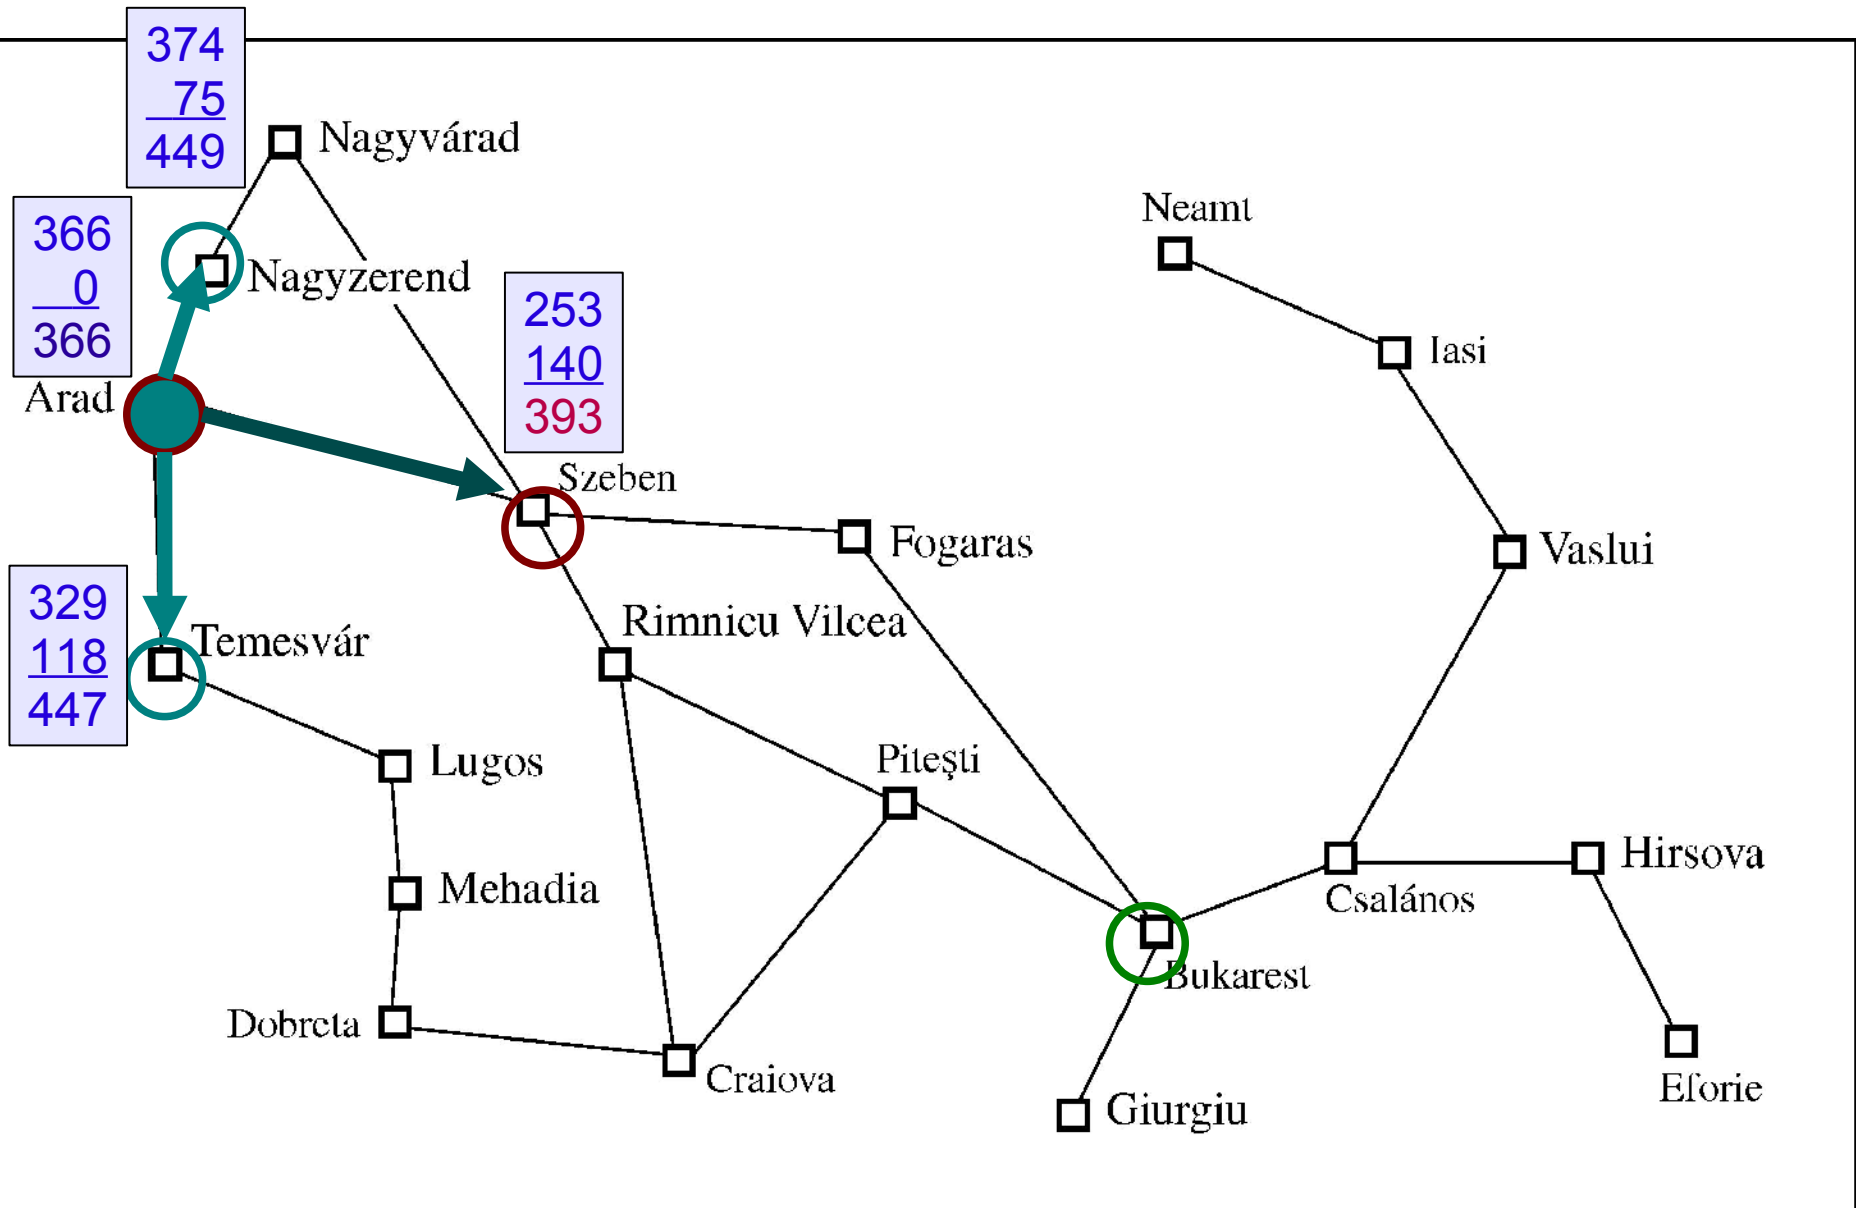 374
75
449
Nagyvárad
366
0
366
Nagyzerend
Neamt
253
140
393
Iasi
Arad
Szeben
Fogaras
Vaslui
329
118
447
Temesvár
Rimnicu Vilcea
Lugos
Piteşti
Mehadia
Hirsova
Csalános
Bukarest
Dobreta
Craiova
Giurgiu
Eforie